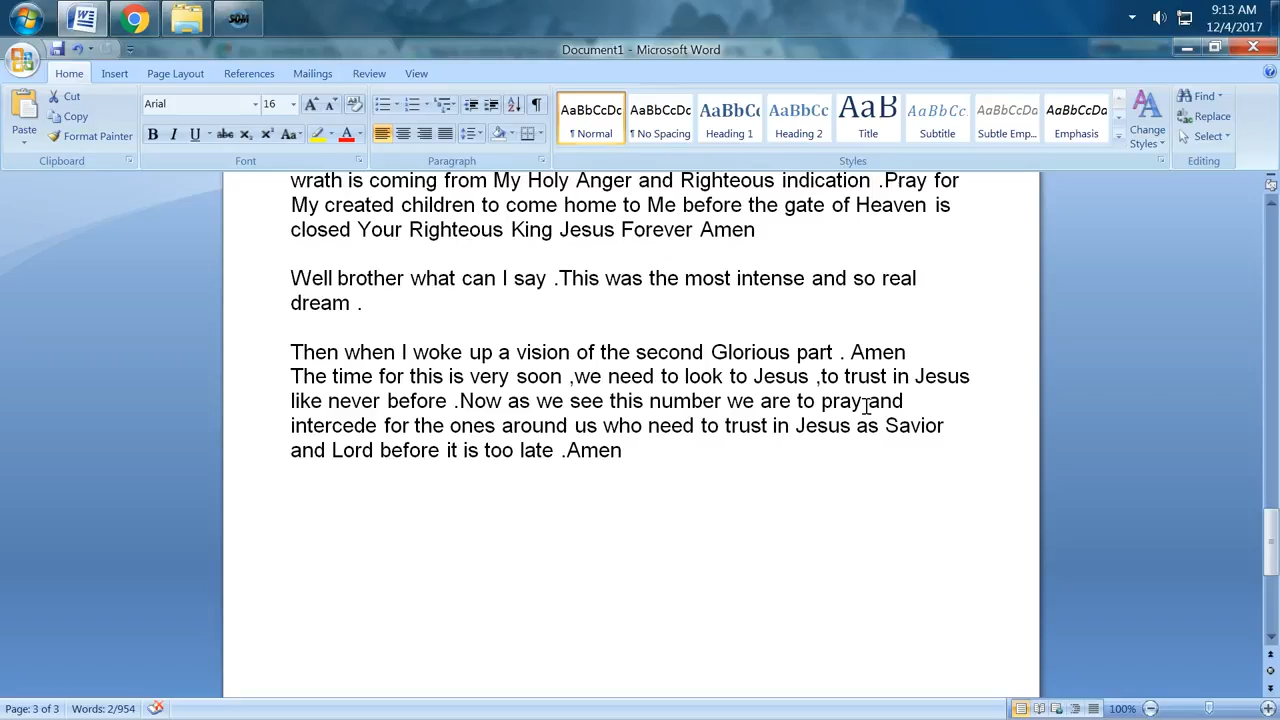 9:13 AM
12/4/2017
Document1 - Microsoft Word
Home Insert Page Layout References Mailings Review View
Paste
Cut
Copy
Format Painter
Arial 16
AaBbCcDc AaBbCcDc AaBbC AaBbCc AaB AaBbCc. AaBbCcDa AaBbCcDa
¶ Normal ¶ No Spacing Heading 1 Heading 2 Title Subtitle Subtle Emp... Emphasis
Change
Styles
Find
Replace
Select
Clipboard Font Paragraph Styles Editing
wrath is coming from My Holy Anger and Righteous indication .Pray for
My created children to come home to Me before the gate of Heaven is
closed Your Righteous King Jesus Forever Amen
Well brother what can I say .This was the most intense and so real
dream .
Then when I woke up a vision of the second Glorious part . Amen
The time for this is very soon ,we need to look to Jesus ,to trust in Jesus
like never before .Now as we see this number we are to pray and
intercede for the ones around us who need to trust in Jesus as Savior
and Lord before it is too late .Amen
Page: 3 of 3 Words: 2/954 100%